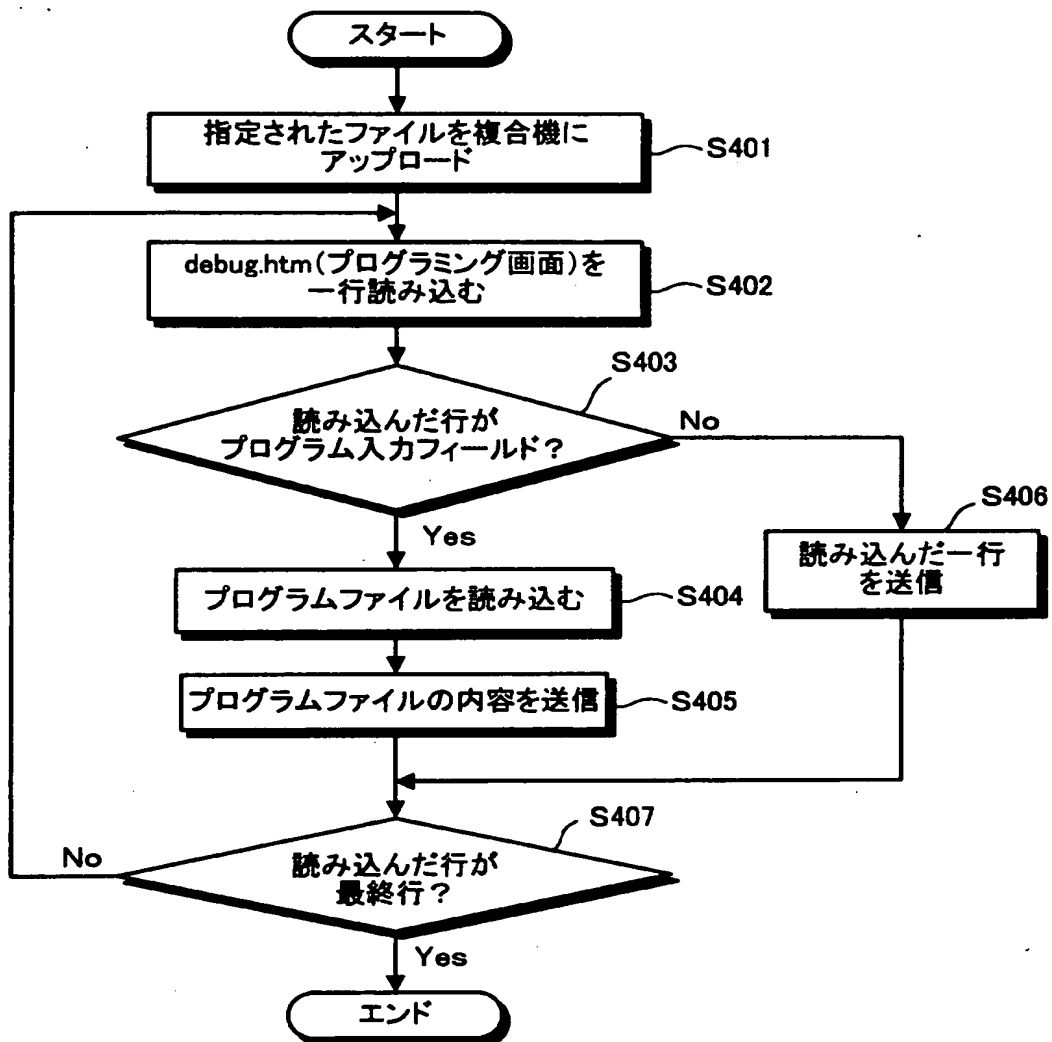 スタート
指定されたファイルを複合機に
アップロード
S401
debug.htm(プログラミング画面)を
一行読み込む
S402
S403
読み込んだ行が
プログラム入力フィールド?
No
Yes
S406
読み込んだ一行
を送信
プログラムファイルを読み込む
S404
プログラムファイルの内容を送信
S405
S407
読み込んだ行が
最終行?
No
Yes
エンド